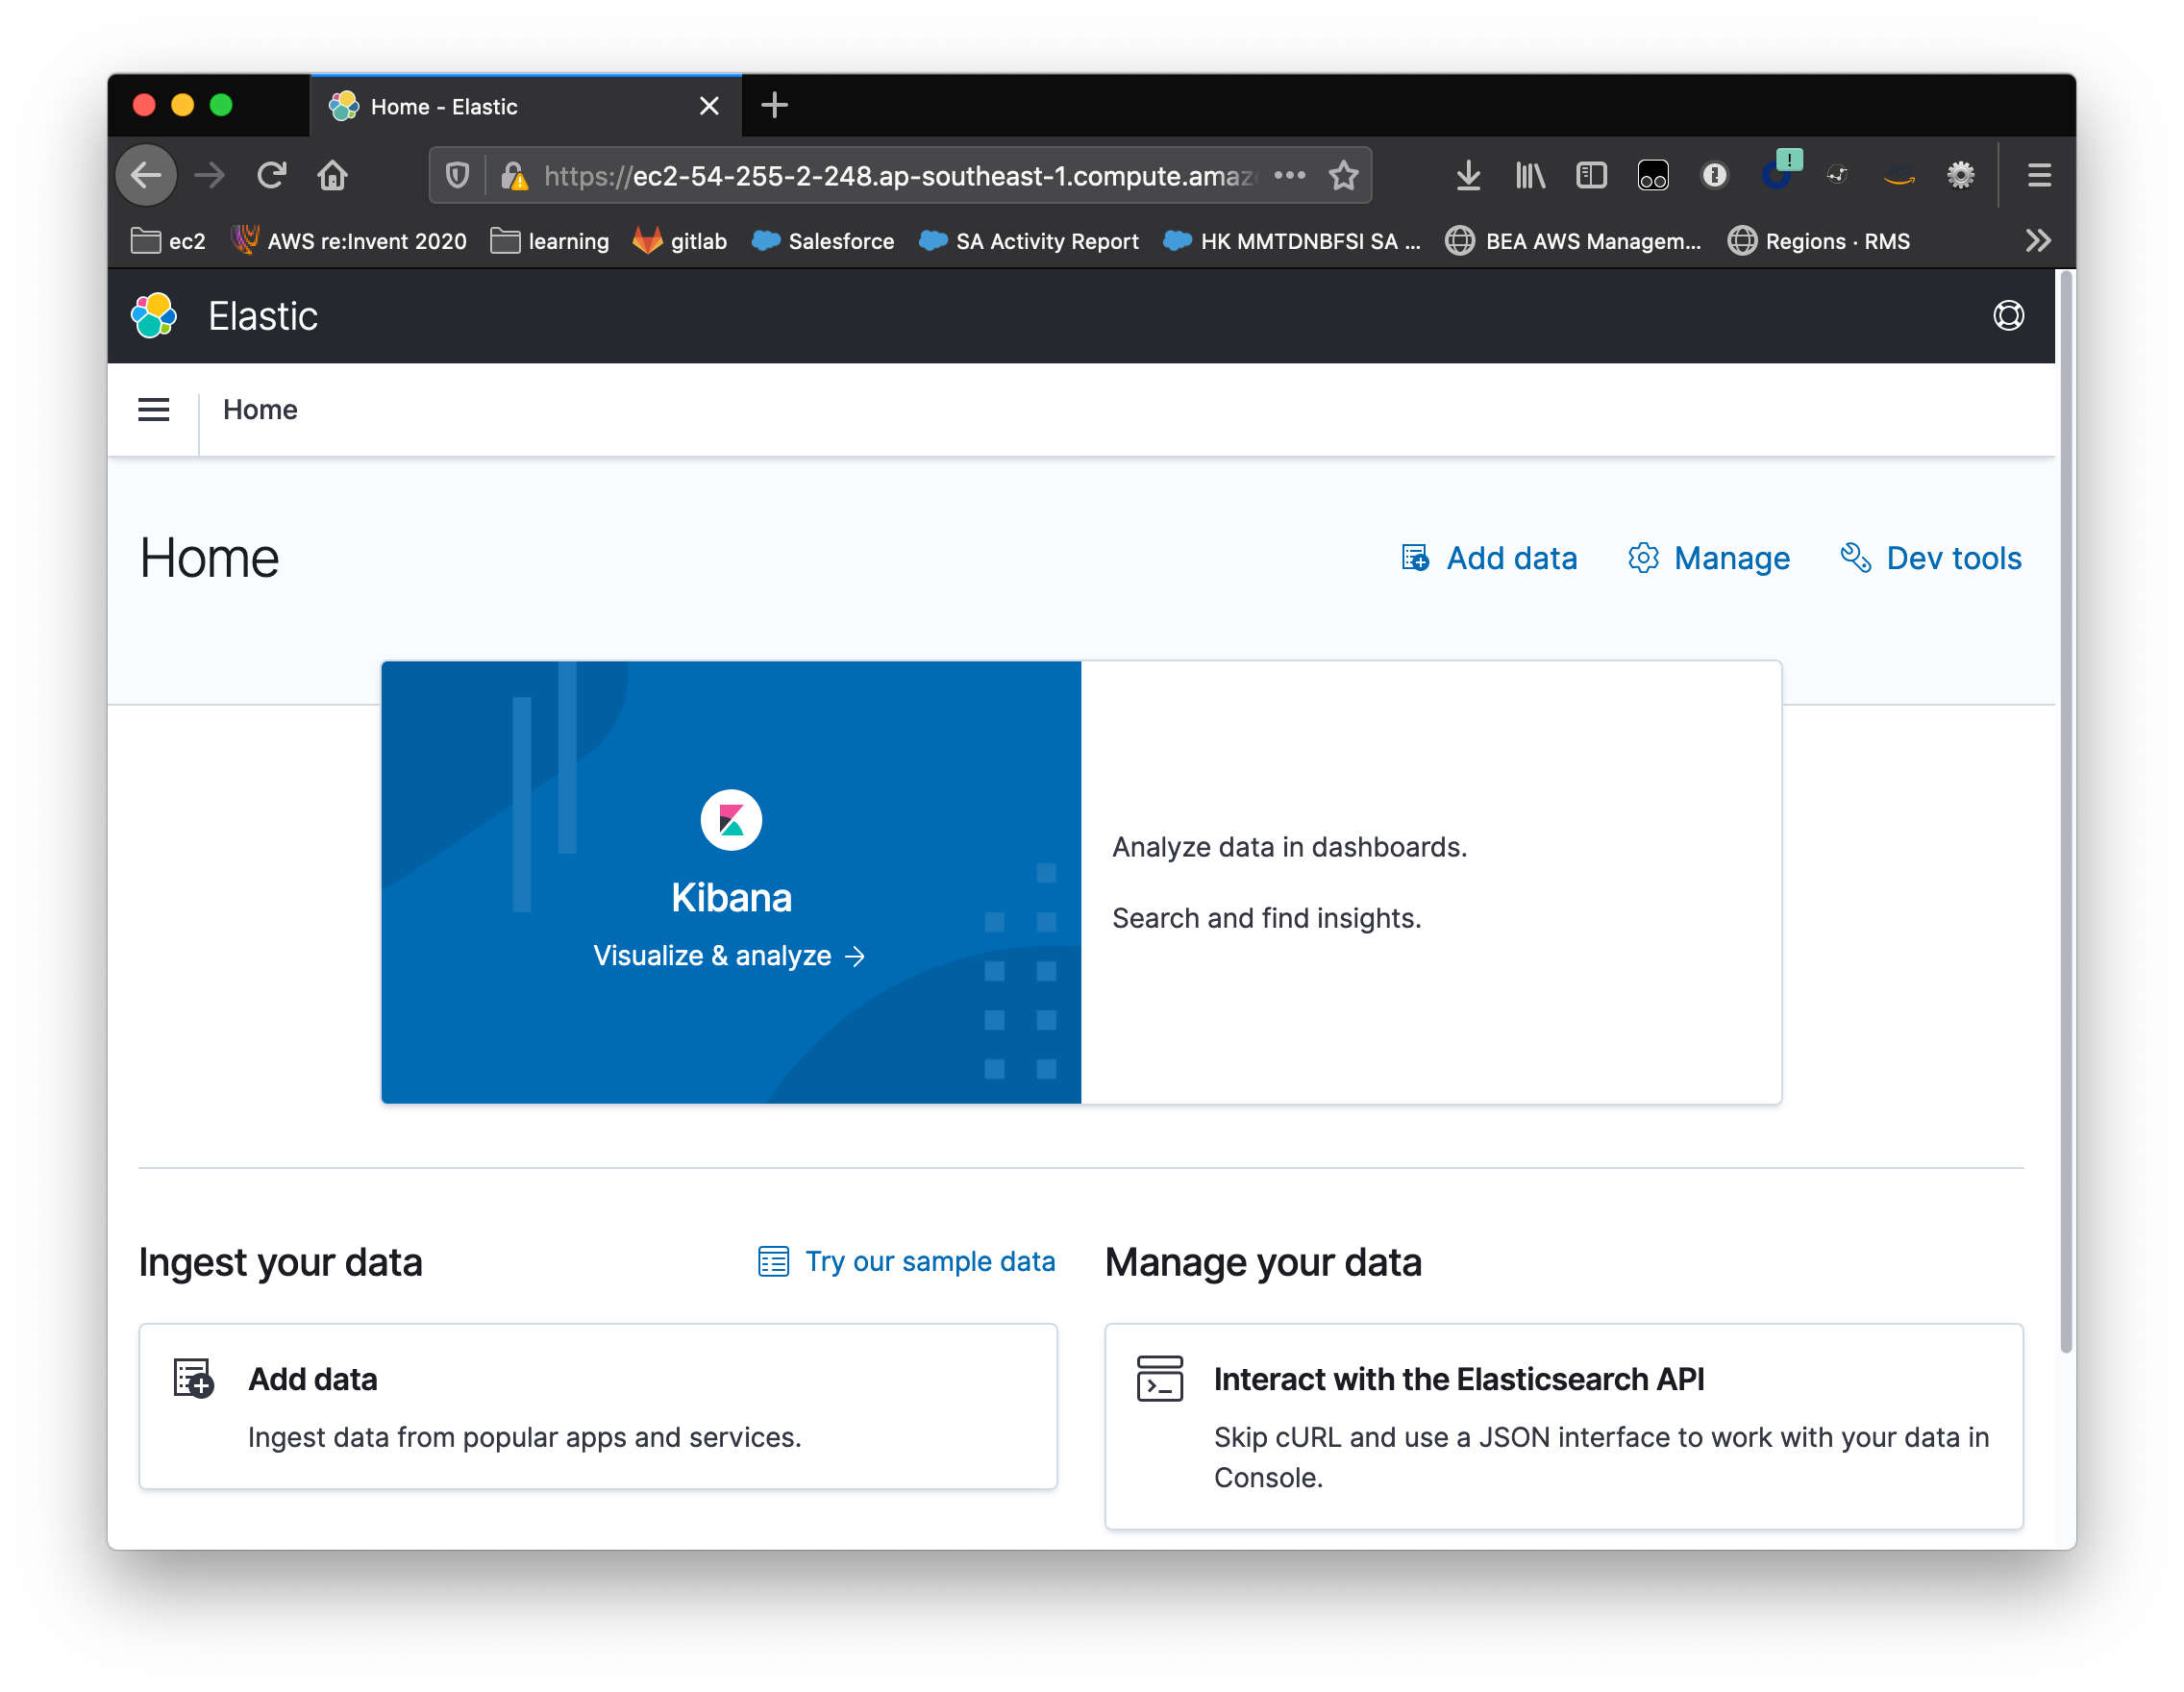 Home - Elastic
https://ec2-54-255-2-248.ap-southeast-1.compute.amaz
ec2 AWS re:Invent 2020 learning gitlab Salesforce SA Activity Report HK MMTDNBFSI SA ... BEA AWS Managem... Regions · RMS
Elastic
Home
Home
Add data Manage Dev tools
Kibana
Visualize & analyze →
Analyze data in dashboards.
Search and find insights.
Ingest your data
Try our sample data
Add data
Ingest data from popular apps and services.
Manage your data
Interact with the Elasticsearch API
Skip cURL and use a JSON interface to work with your data in
Console.